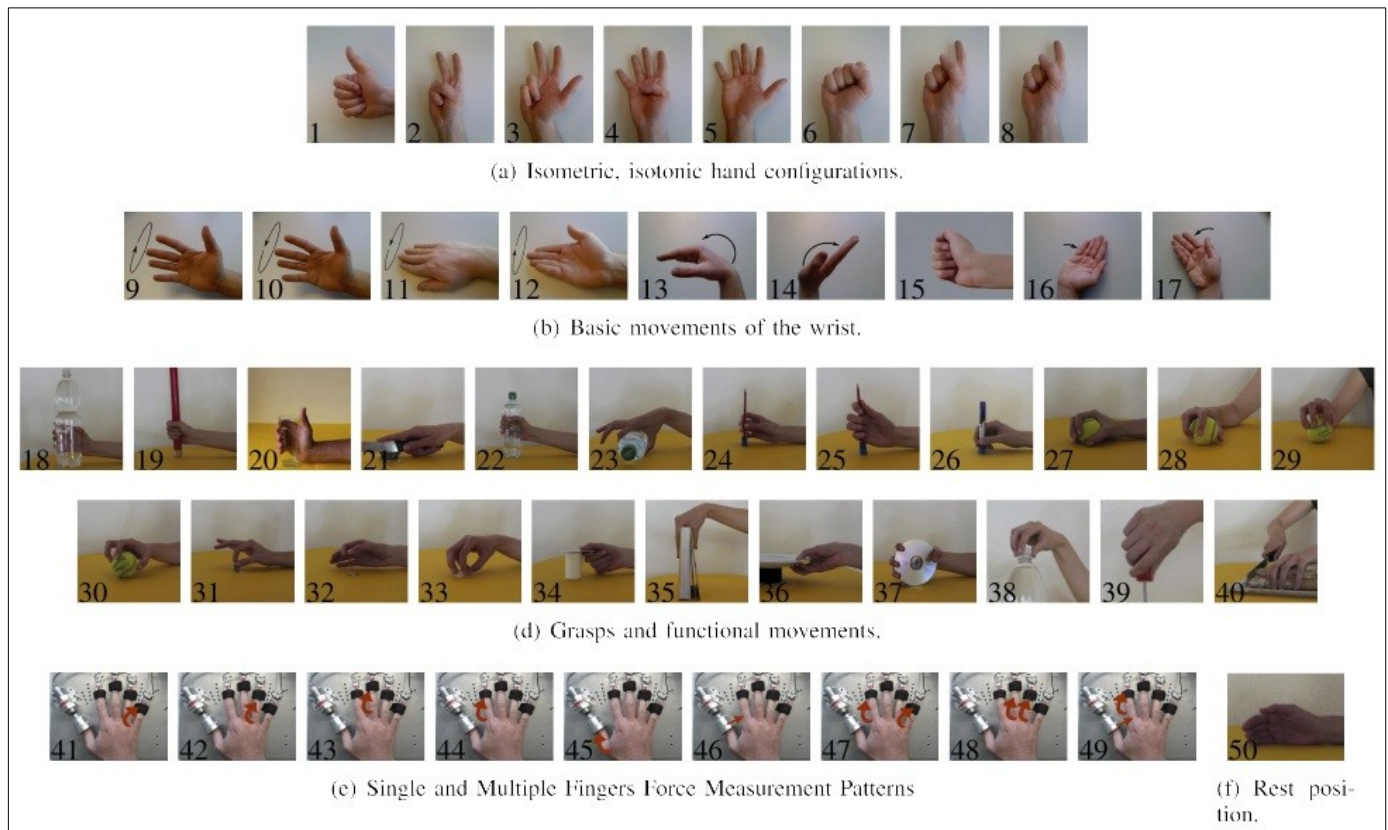 1 2 3 4 5 6 7 8
(a) Isometric, isotonic hand configurations.
9 10 11 12 13 14 15 16 17
(b) Basic movements of the wrist.
18 19 20 21 22 23 24 25 26 27 28 29
30 31 32 33 34 35 36 37 38 39 40
(d) Grasps and functional movements.
41 42 43 44 45 46 47 48 49 50
(e) Single and Multiple Fingers Force Measurement Patterns
(f) Rest posi-
tion.